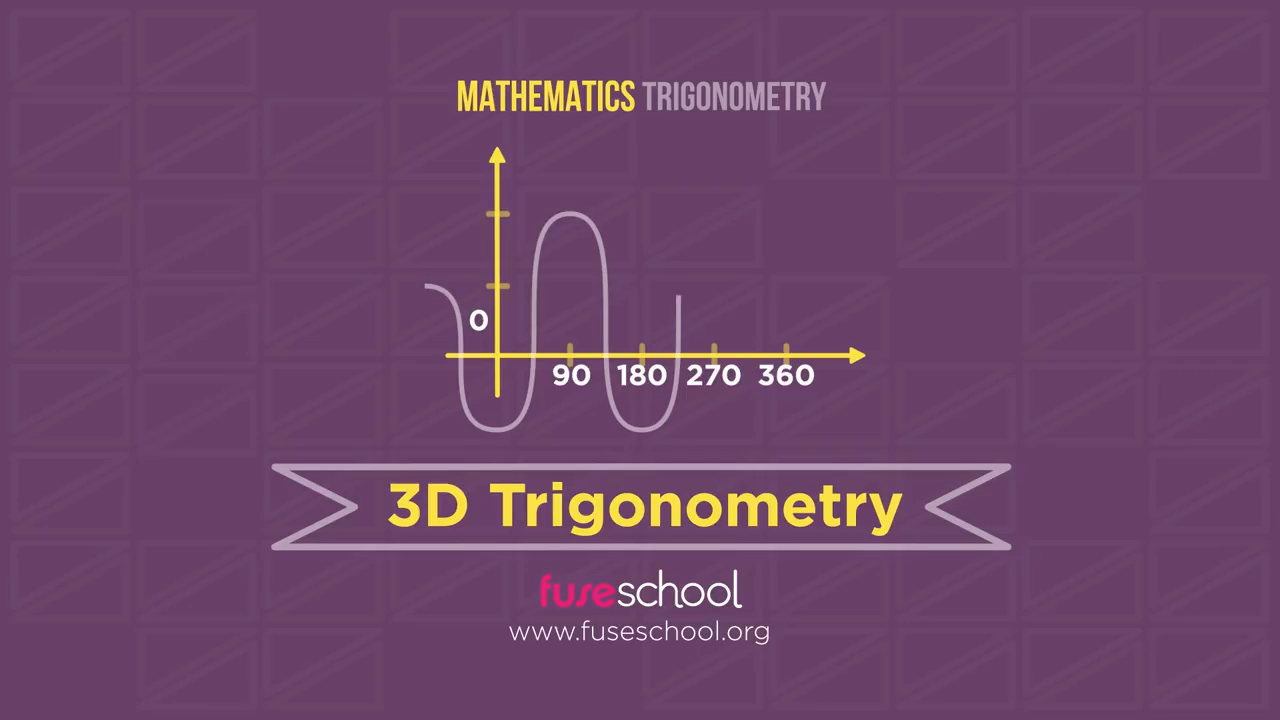 MATHEMATICS TRIGONOMETRY
0
90 180 270 360
3D Trigonometry
fuseschool
www.fuseschool.org